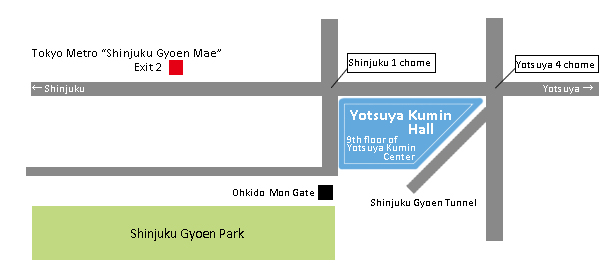 Tokyo Metro “Shinjuku Gyoen Mae”
Exit 2
Shinjuku 1 chome
Yotsuya 4 chome
← Shinjuku
Yotsuya →
Yotsuya Kumin
Hall
9th floor of
Yotsuya Kumin
Center
Ohkido Mon Gate
Shinjuku Gyoen Tunnel
Shinjuku Gyoen Park